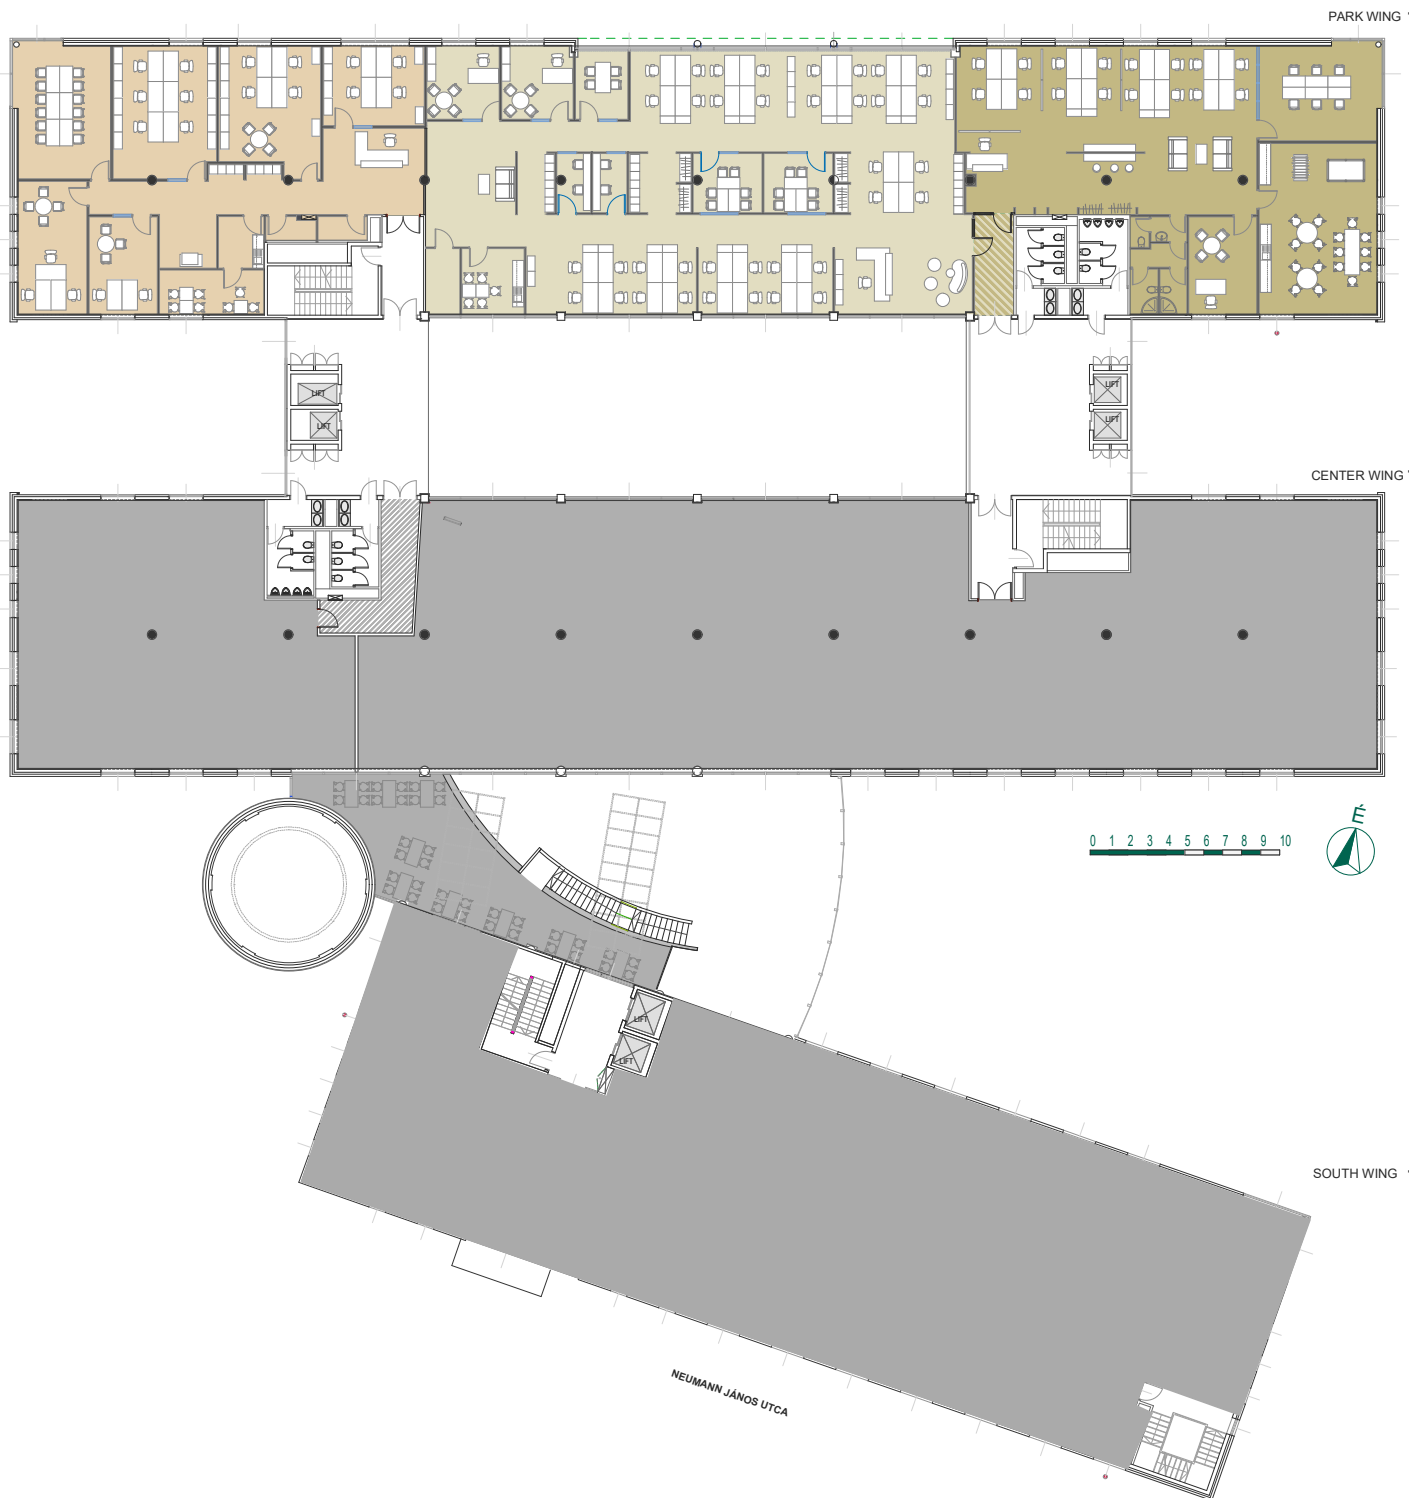 PARK WING
LIFT
LIFT
LIFT
LIFT
CENTER WING
0 1 2 3 4 5 6 7 8 9 10
É
LIFT
LIFT
SOUTH WING
NEUMANN JÁNOS UTCA